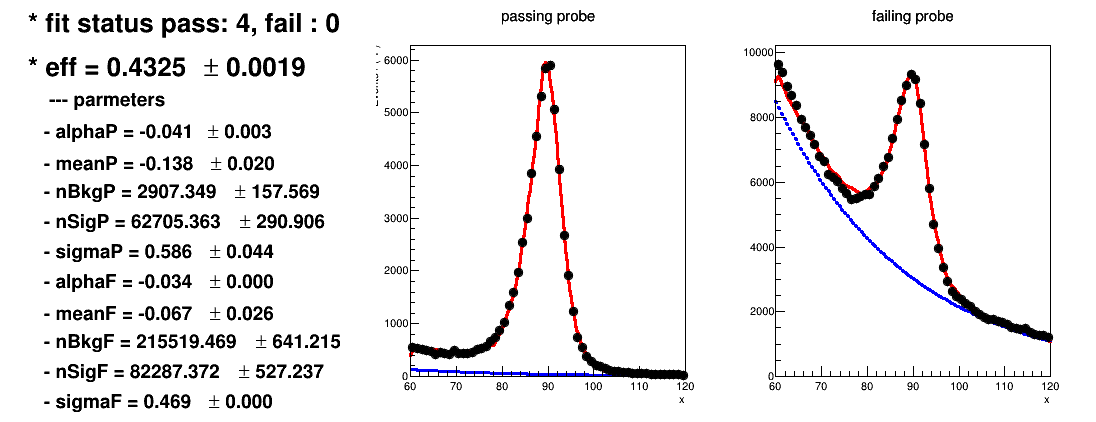 * fit status pass: 4, fail : 0
* eff = 0.4325 ± 0.0019
--- parmeters
- alphaP = -0.041 ± 0.003
- meanP = -0.138 ± 0.020
- nBkgP = 2907.349 ± 157.569
- nSigP = 62705.363 ± 290.906
- sigmaP = 0.586 ± 0.044
- alphaF = -0.034 ± 0.000
- meanF = -0.067 ± 0.026
- nBkgF = 215519.469 ± 641.215
- nSigF = 82287.372 ± 527.237
- sigmaF = 0.469 ± 0.000
passing probe
6000
5000
4000
3000
2000
1000
0
60 70 80 90 100 110 120
x
failing probe
10000
8000
6000
4000
2000
0
60 70 80 90 100 110 120
x